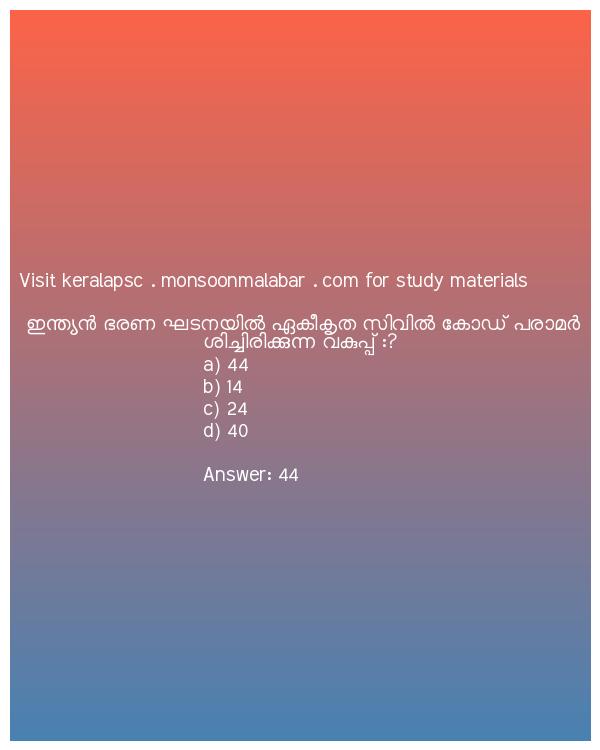 Visit keralapsc . monsoonmalabar . com for study materials
ഇന്ത്യൻ ഭരണ ഘടനയിൽ ഏകീകൃത സിവിൽ കോഡ് പരാമർ
ശിച്ചിരിക്കുന്ന വകുപ്പ് :?
a) 44
b) 14
c) 24
d) 40
Answer: 44